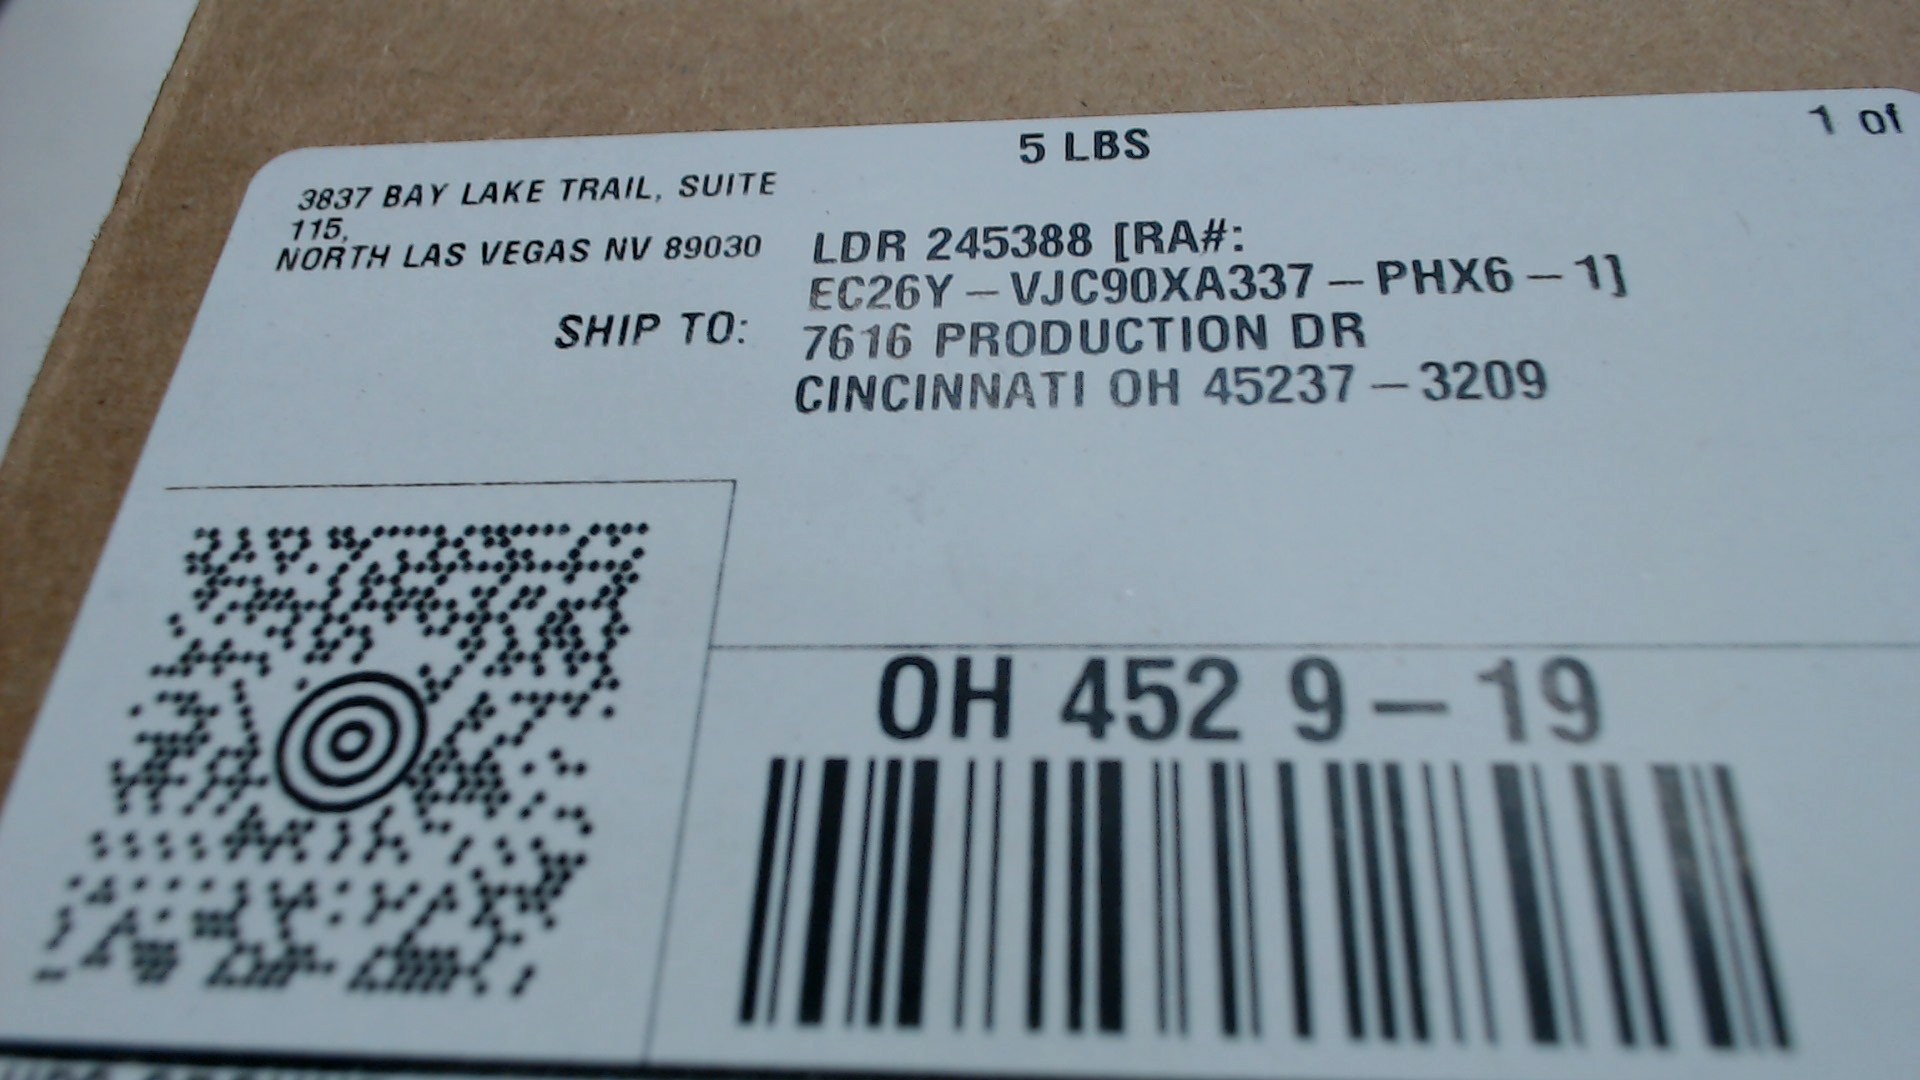 5 LBS
1 of
3837 BAY LAKE TRAIL, SUITE
115,
NORTH LAS VEGAS NV 89030
SHIP TO:
LDR 245388 [RA#:
EC26Y-VJC90XA337-PHX6-1]
7616 PRODUCTION DR
CINCINNATI OH 45237-3209
OH 452 9-19